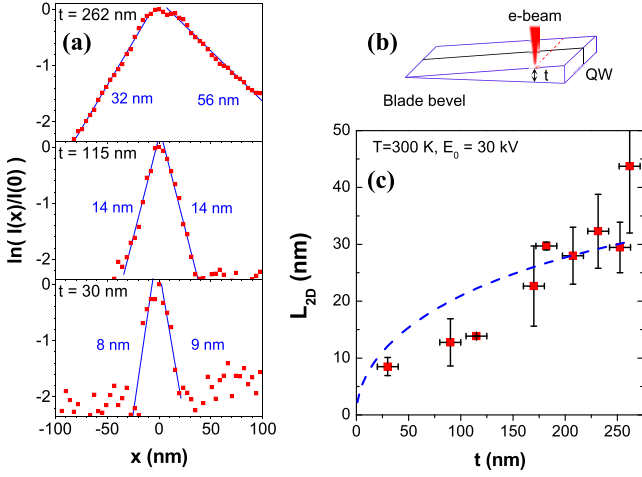 (a)
t = 262 nm
32 nm
56 nm
t = 115 nm
14 nm
14 nm
t = 30 nm
8 nm
9 nm
0
-1
-2
0
-1
-2
0
-1
-2
ln( I(x)/I(0) )
-100
-50
0
50
100
x (nm)
(b)
e-beam
t
QW
Blade bevel
(c)
T=300 K, E₀ = 30 kV
50
40
30
20
10
0
L₂D (nm)
0
50
100
150
200
250
t (nm)